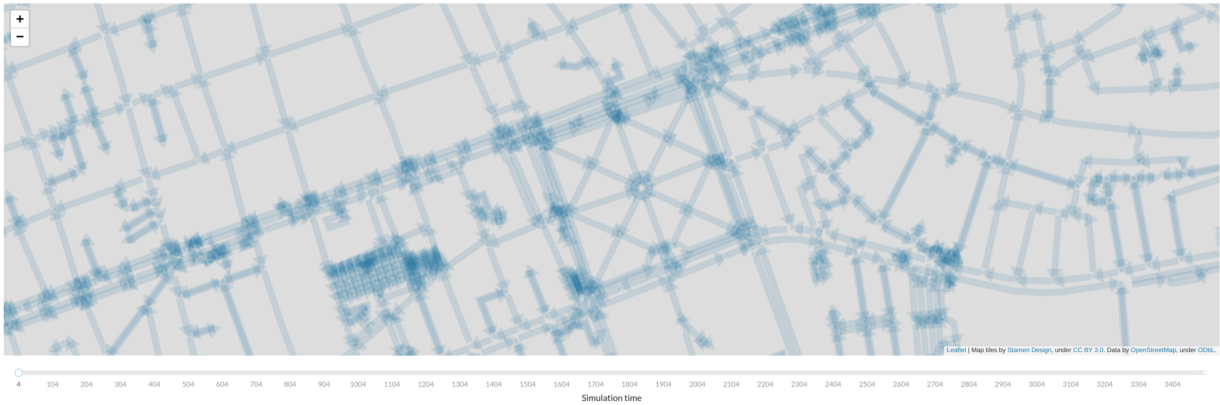 +
−
Leaflet | Map tiles by Stamen Design, under CC BY 3.0. Data by OpenStreetMap, under ODbL.
4 104 204 304 404 504 604 704 804 904 1004 1104 1204 1304 1404 1504 1604 1704 1804 1904 2004 2104 2204 2304 2404 2504 2604 2704 2804 2904 3004 3104 3204 3304 3404
Simulation time